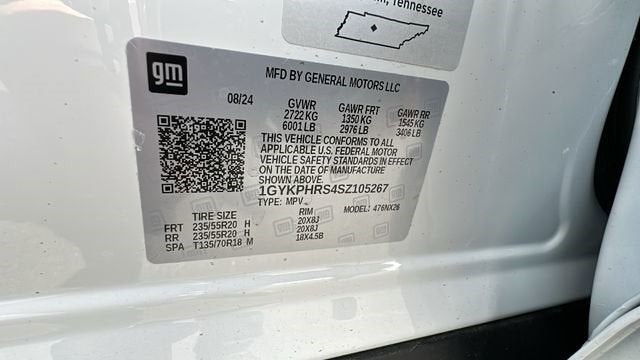 Tennessee
gm
MFD BY GENERAL MOTORS LLC
08/24 GVWR GAWR FRT GAWR RR
2722 KG 1350 KG 1545 KG
6001 LB 2976 LB 3406 LB
THIS VEHICLE CONFORMS TO ALL
APPLICABLE U.S. FEDERAL MOTOR
VEHICLE SAFETY STANDARDS IN EFFECT
ON THE DATE OF MANUFACTURE
SHOWN ABOVE.
1GYKPHRS4SZ105267
TYPE: MPV MODEL: 476NX26
TIRE SIZE RIM
FRT 235/55R20 H 20X8J
RR 235/55R20 H 20X8J
SPA T135/70R18 M 18X4.5B